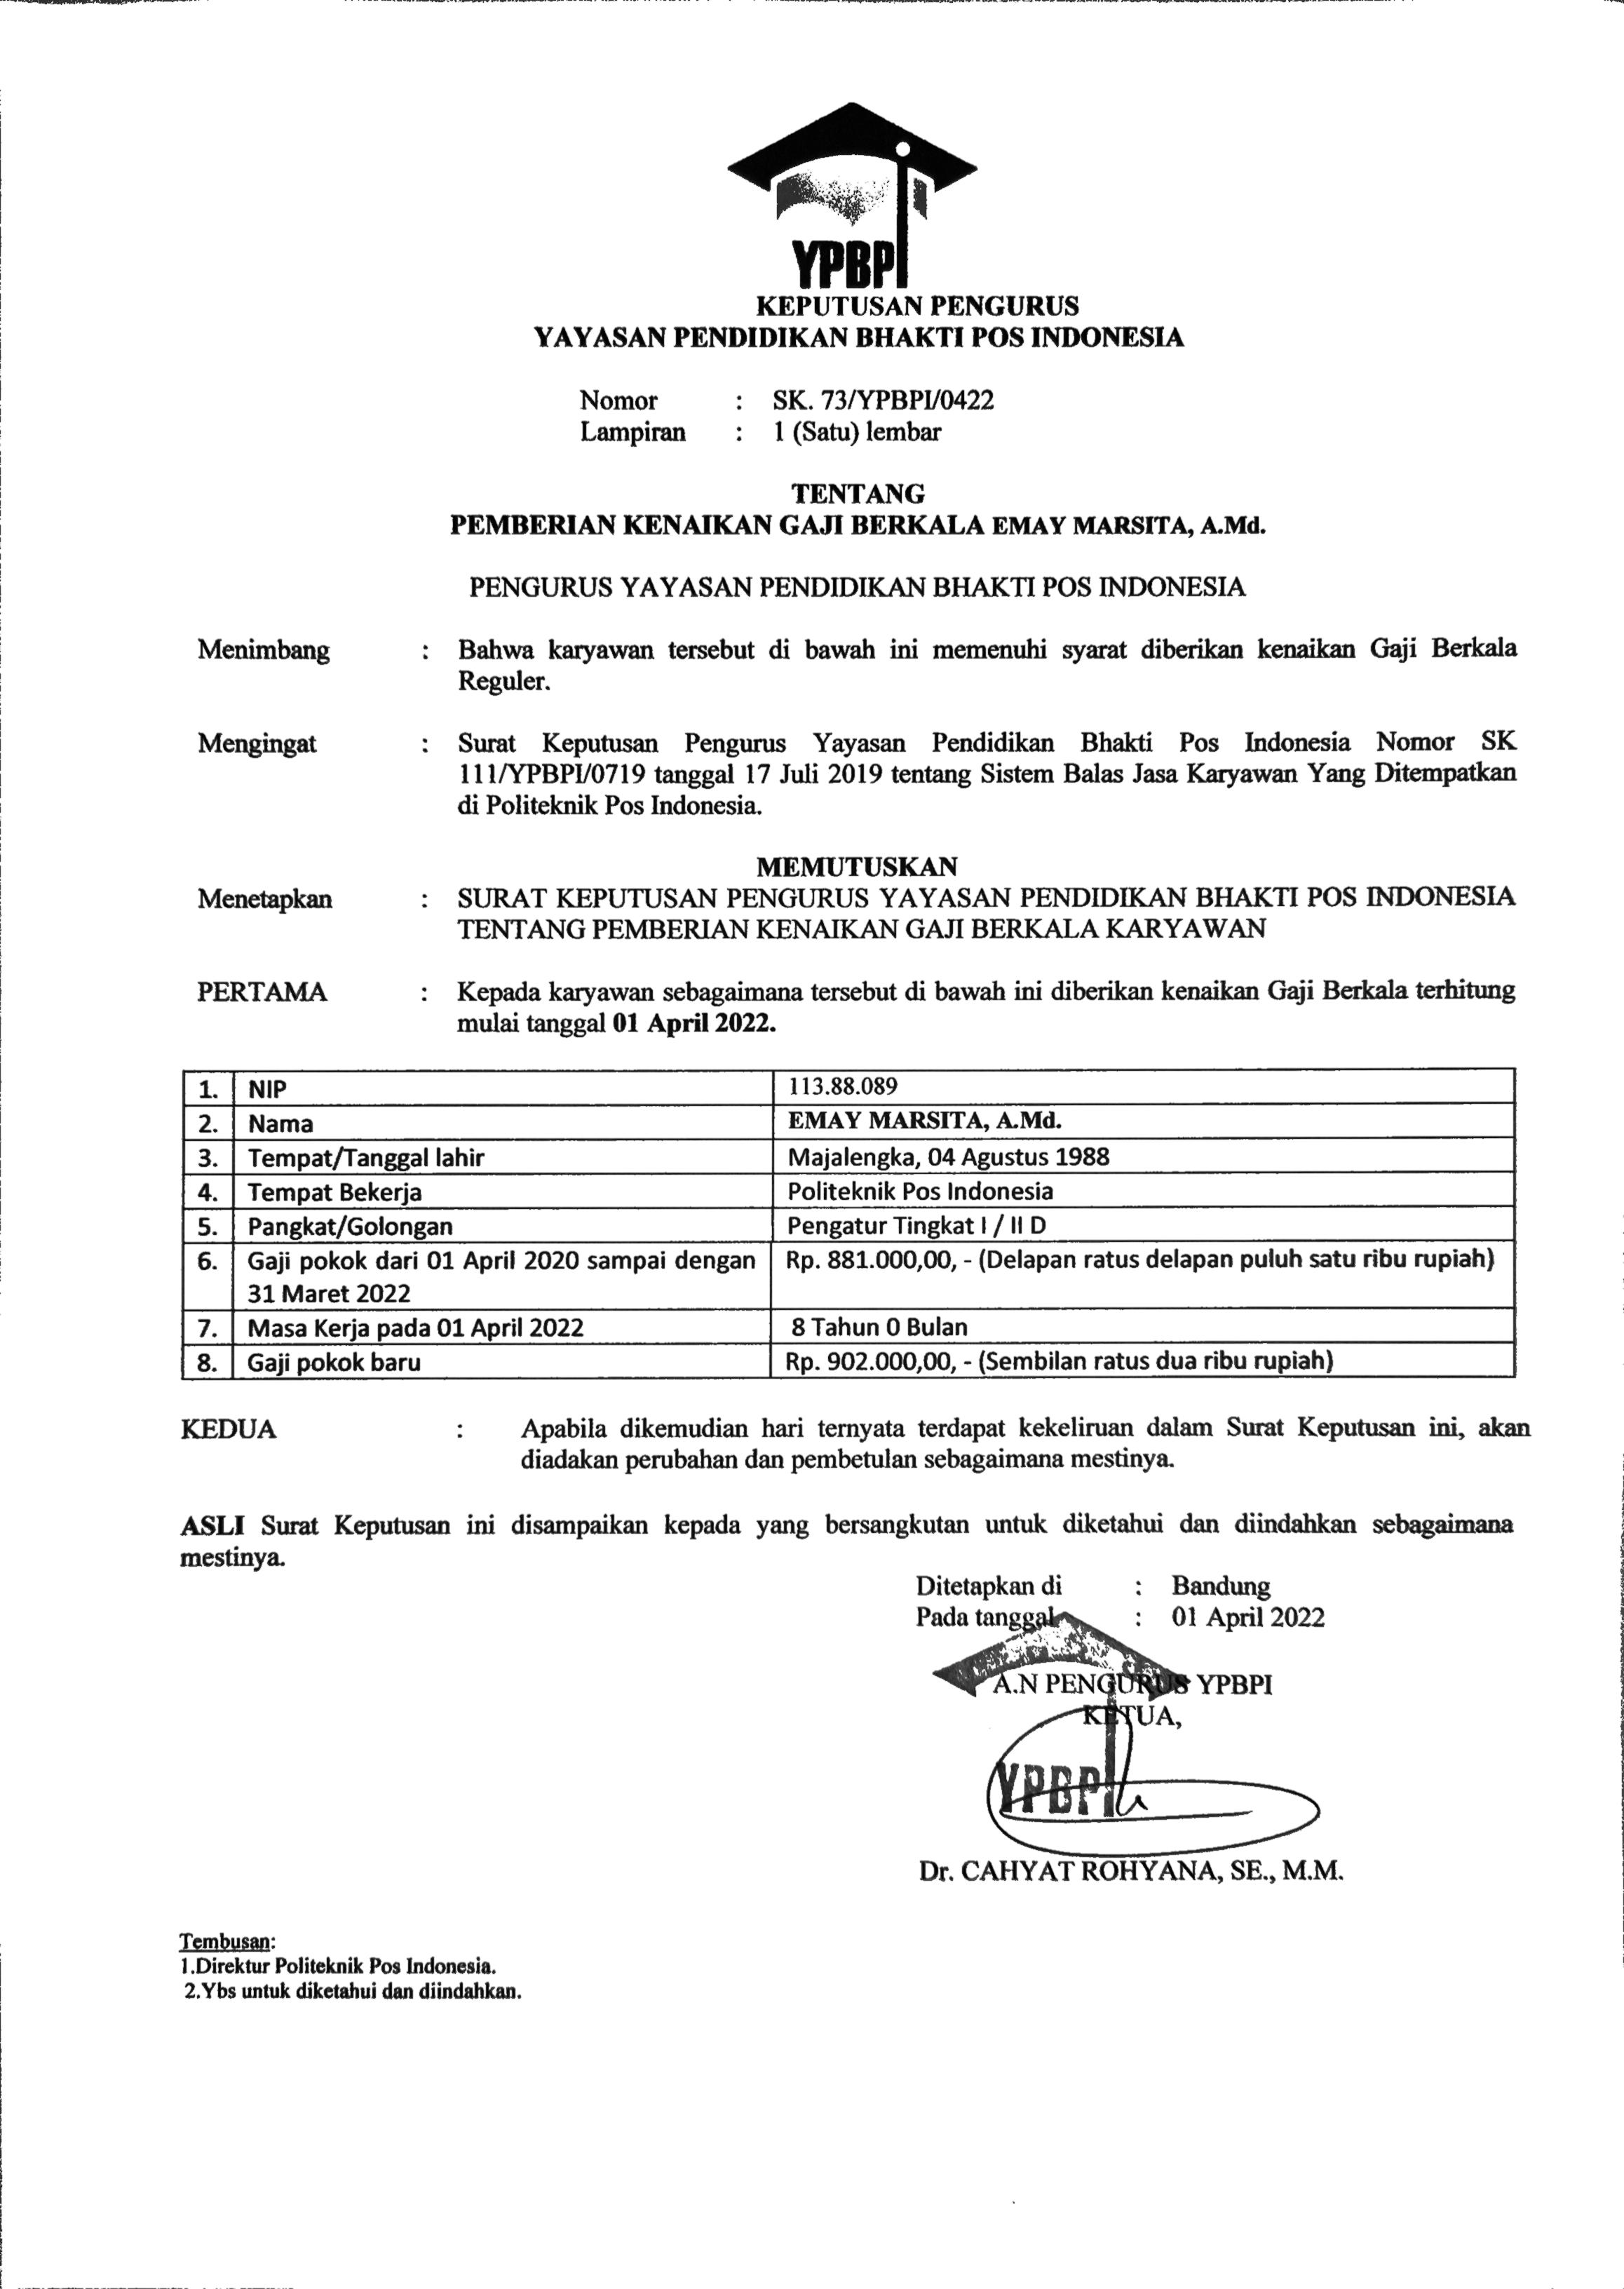 YPBPI
KEPUTUSAN PENGURUS
YAYASAN PENDIDIKAN BHAKTI POS INDONESIA
Nomor : SK. 73/YPBPI/0422
Lampiran : 1 (Satu) lembar
TENTANG
PEMBERIAN KENAIKAN GAJI BERKALA EMAY MARSITA, A.Md.
PENGURUS YAYASAN PENDIDIKAN BHAKTI POS INDONESIA
Menimbang : Bahwa karyawan tersebut di bawah ini memenuhi syarat diberikan kenaikan Gaji Berkala
Reguler.
Mengingat : Surat Keputusan Pengurus Yayasan Pendidikan Bhakti Pos Indonesia Nomor SK
111/YPBPI/0719 tanggal 17 Juli 2019 tentang Sistem Balas Jasa Karyawan Yang Ditempatkan
di Politeknik Pos Indonesia.
MEMUTUSKAN
Menetapkan : SURAT KEPUTUSAN PENGURUS YAYASAN PENDIDIKAN BHAKTI POS INDONESIA
TENTANG PEMBERIAN KENAIKAN GAJI BERKALA KARYAWAN
PERTAMA : Kepada karyawan sebagaimana tersebut di bawah ini diberikan kenaikan Gaji Berkala terhitung
mulai tanggal 01 April 2022.
1. NIP 113.88.089
2. Nama EMAY MARSITA, A.Md.
3. Tempat/Tanggal lahir Majalengka, 04 Agustus 1988
4. Tempat Bekerja Politeknik Pos Indonesia
5. Pangkat/Golongan Pengatur Tingkat I / II D
6. Gaji pokok dari 01 April 2020 sampai dengan Rp. 881.000,00, - (Delapan ratus delapan puluh satu ribu rupiah)
31 Maret 2022
7. Masa Kerja pada 01 April 2022 8 Tahun 0 Bulan
8. Gaji pokok baru Rp. 902.000,00, - (Sembilan ratus dua ribu rupiah)
KEDUA : Apabila dikemudian hari ternyata terdapat kekeliruan dalam Surat Keputusan ini, akan
diadakan perubahan dan pembetulan sebagaimana mestinya.
ASLI Surat Keputusan ini disampaikan kepada yang bersangkutan untuk diketahui dan diindahkan sebagaimana
mestinya.
Ditetapkan di : Bandung
Pada tanggal : 01 April 2022
A.N PENGURUS YPBPI
KETUA,
YPBPI
Dr. CAHYAT ROHYANA, SE., M.M.
Tembusan:
1.Direktur Politeknik Pos Indonesia.
2.Ybs untuk diketahui dan diindahkan.